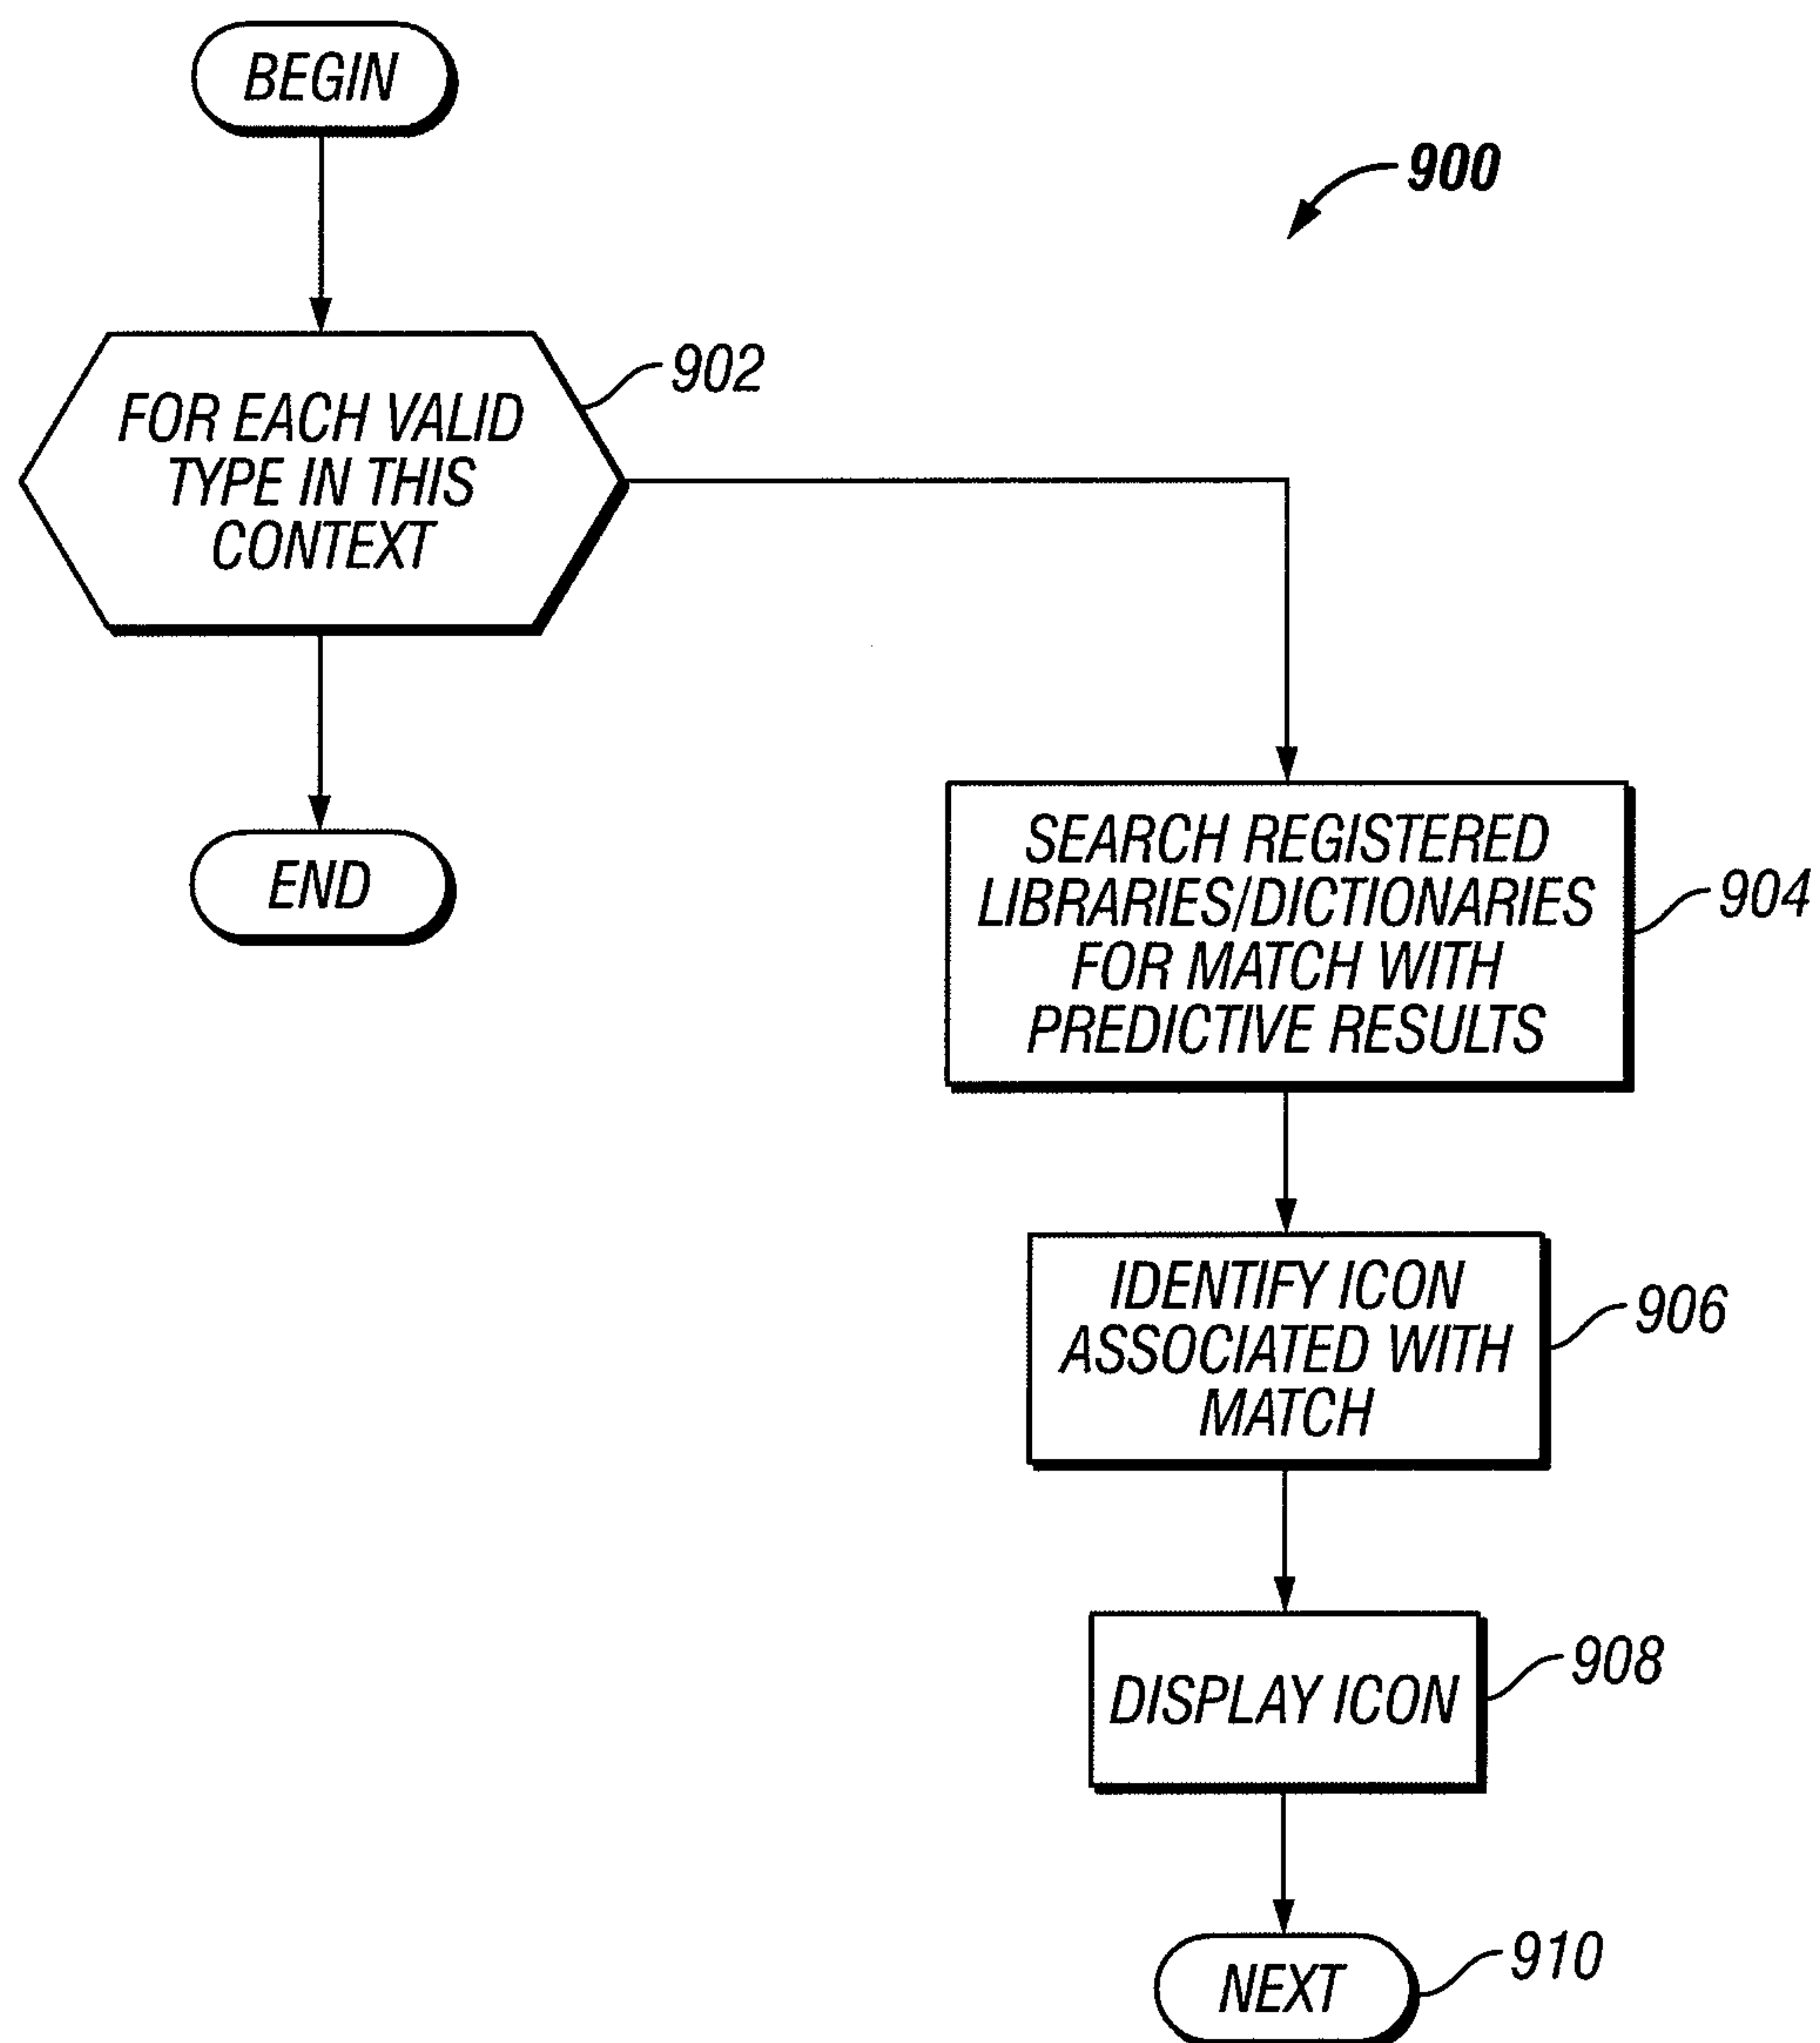 BEGIN
900
FOR EACH VALID
TYPE IN THIS
CONTEXT
902
END
SEARCH REGISTERED
LIBRARIES/DICTIONARIES
FOR MATCH WITH
PREDICTIVE RESULTS
904
IDENTIFY ICON
ASSOCIATED WITH
MATCH
906
DISPLAY ICON
908
NEXT
910